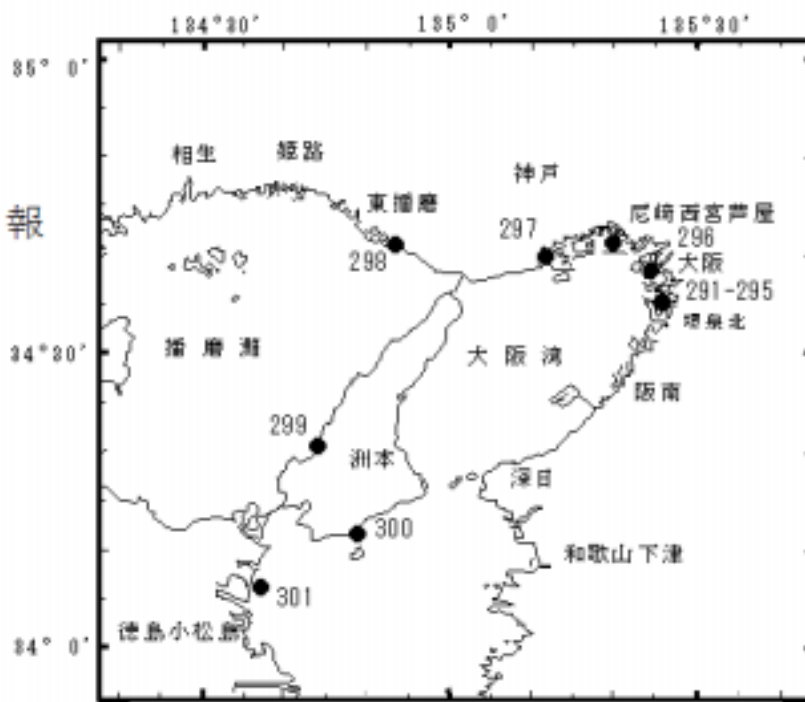 134°30' 135° 0' 135°30'
35° 0'
相生 姫路 神戸
報 東播磨 尼崎西宮芦屋
297 296
298 大阪
291-295
堺泉北
播磨灘 大阪湾
34°30'
阪南
299
洲本 深日
300
和歌山下津
301
徳島小松島
34° 0'